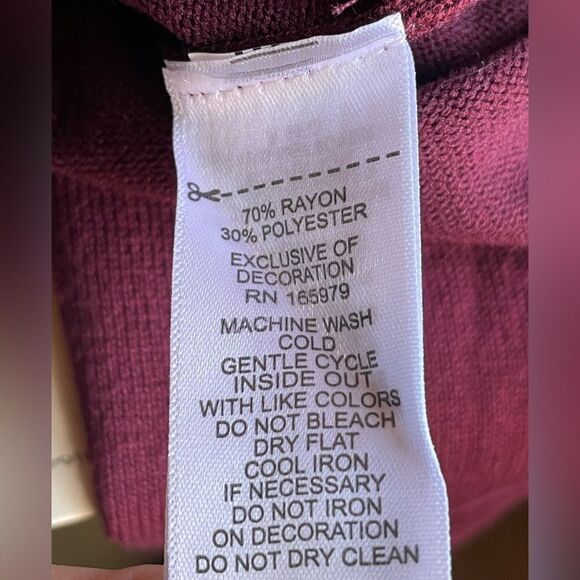 70% RAYON
30% POLYESTER
EXCLUSIVE OF
DECORATION
RN 165979
MACHINE WASH
COLD
GENTLE CYCLE
INSIDE OUT
WITH LIKE COLORS
DO NOT BLEACH
DRY FLAT
COOL IRON
IF NECESSARY
DO NOT IRON
ON DECORATION
DO NOT DRY CLEAN